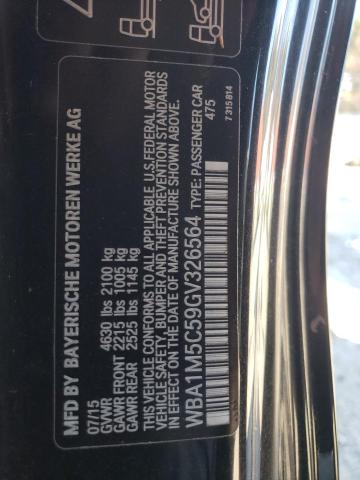 MFD BY BAYERISCHE MOTOREN WERKE AG
07/15
GVWR 4630 lbs 2100 kg
GAWR FRONT 2215 lbs 1005 kg
GAWR REAR 2525 lbs 1145 kg
THIS VEHICLE CONFORMS TO ALL APPLICABLE U.S.FEDERAL MOTOR
VEHICLE SAFETY, BUMPER AND THEFT PREVENTION STANDARDS
IN EFFECT ON THE DATE OF MANUFACTURE SHOWN ABOVE.
WBA1M5C59GV326564 TYPE: PASSENGER CAR
475
7 315 814